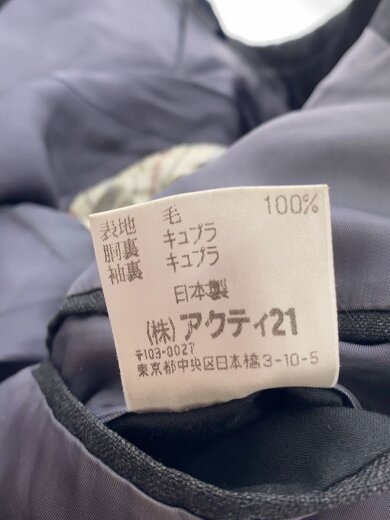 表地 毛 100%
胴裏 キュプラ
袖裏 キュプラ
日本製
(株)アクティ21
〒103-0027
東京都中央区日本橋3-10-5